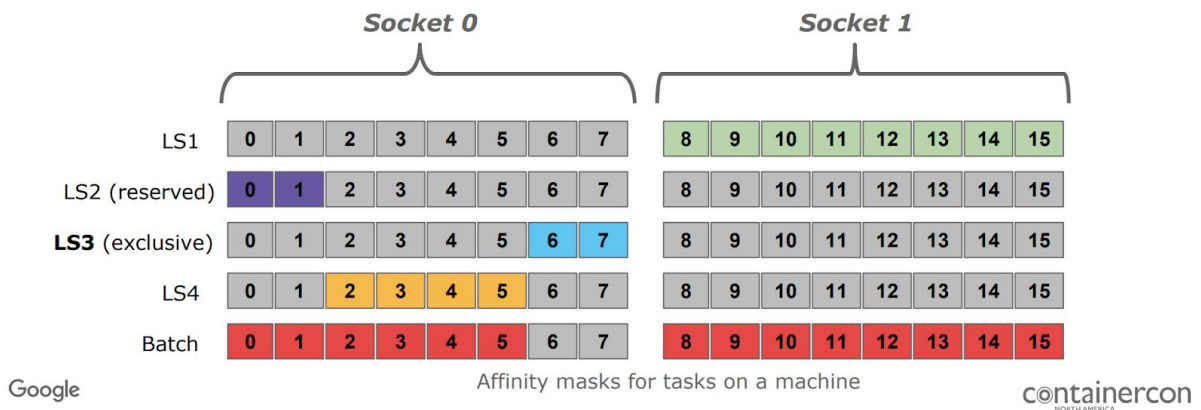 Socket 0 Socket 1
LS1 0 1 2 3 4 5 6 7 8 9 10 11 12 13 14 15
LS2 (reserved) 0 1 2 3 4 5 6 7 8 9 10 11 12 13 14 15
LS3 (exclusive) 0 1 2 3 4 5 6 7 8 9 10 11 12 13 14 15
LS4 0 1 2 3 4 5 6 7 8 9 10 11 12 13 14 15
Batch 0 1 2 3 4 5 6 7 8 9 10 11 12 13 14 15
Affinity masks for tasks on a machine
Google
containercon
NORTH AMERICA